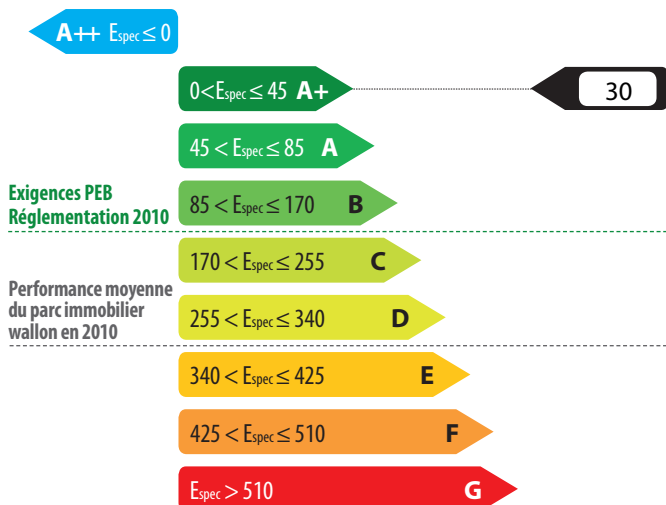 A++ Espec ≤ 0
0<Espec ≤ 45 A+
30
45 < Espec ≤ 85 A
Exigences PEB
Réglementation 2010
85 < Espec ≤ 170 B
170 < Espec ≤ 255 C
Performance moyenne
du parc immobilier
wallon en 2010
255 < Espec ≤ 340 D
340 < Espec ≤ 425 E
425 < Espec ≤ 510 F
Espec > 510 G